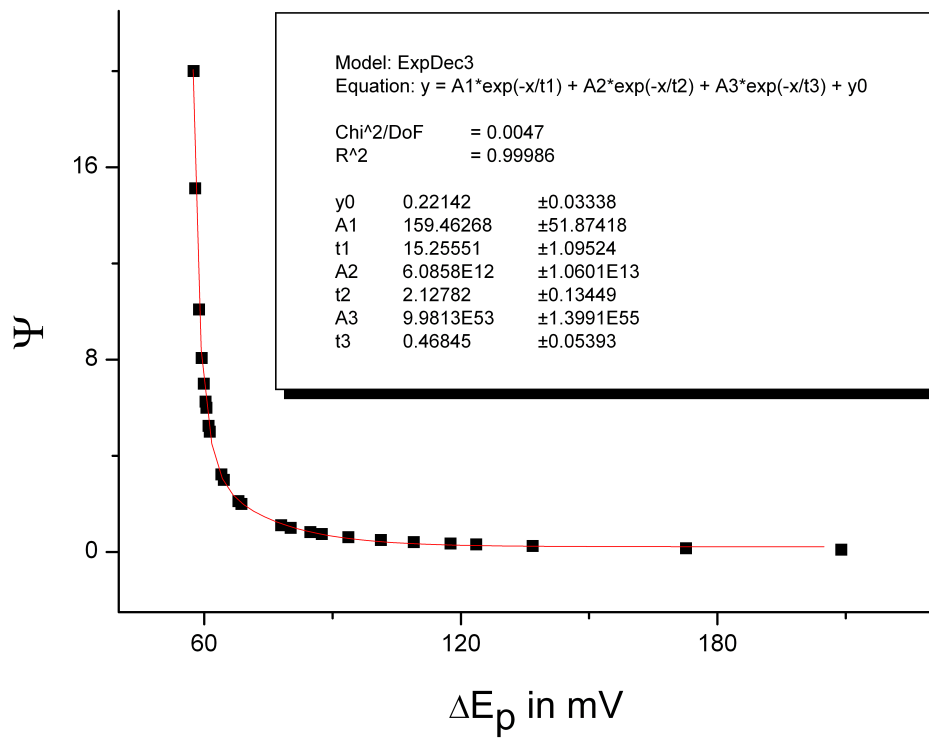 Model: ExpDec3
Equation: y = A1*exp(-x/t1) + A2*exp(-x/t2) + A3*exp(-x/t3) + y0
Chi^2/DoF = 0.0047
R^2 = 0.99986
y0 0.22142 ±0.03338
A1 159.46268 ±51.87418
t1 15.25551 ±1.09524
A2 6.0858E12 ±1.0601E13
t2 2.12782 ±0.13449
A3 9.9813E53 ±1.3991E55
t3 0.46845 ±0.05393
16
8
0
Ψ
60 120 180
ΔEp in mV